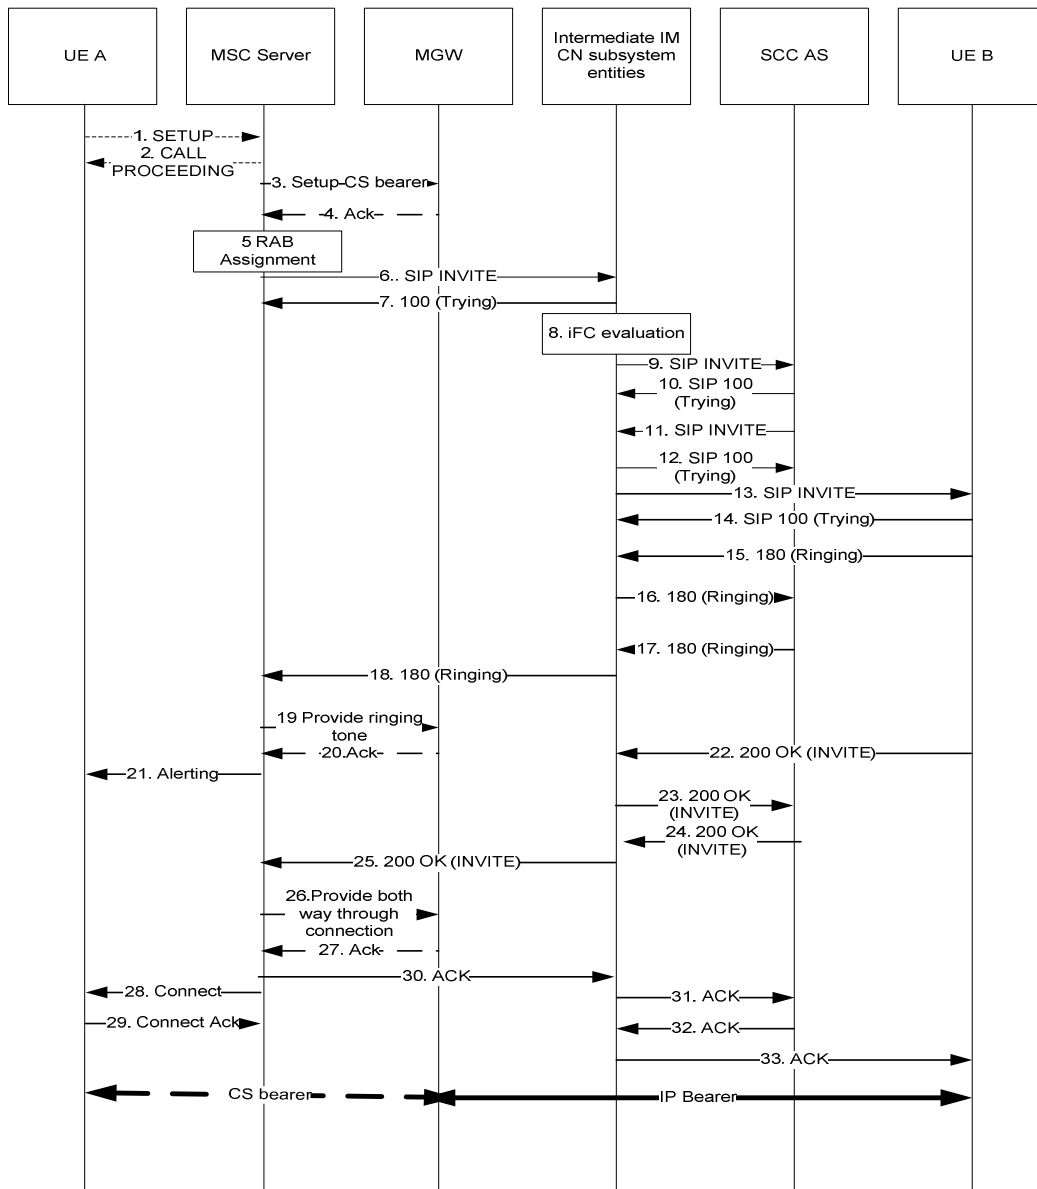 UE A
MSC Server
MGW
Intermediate IM
CN subsystem
entities
SCC AS
UE B
1. SETUP
2. CALL
PROCEEDING
3. Setup CS bearer
4. Ack
5 RAB
Assignment
6.. SIP INVITE
7. 100 (Trying)
8. iFC evaluation
9. SIP INVITE
10. SIP 100
(Trying)
11. SIP INVITE
12. SIP 100
(Trying)
13. SIP INVITE
14. SIP 100 (Trying)
15. 180 (Ringing)
16. 180 (Ringing)
17. 180 (Ringing)
18. 180 (Ringing)
19 Provide ringing
tone
20.Ack
22. 200 OK (INVITE)
21. Alerting
23. 200 OK
(INVITE)
24. 200 OK
(INVITE)
25. 200 OK (INVITE)
26.Provide both
way through
connection
27. Ack
30. ACK
28. Connect
31. ACK
29. Connect Ack
32. ACK
33. ACK
CS bearer
IP Bearer